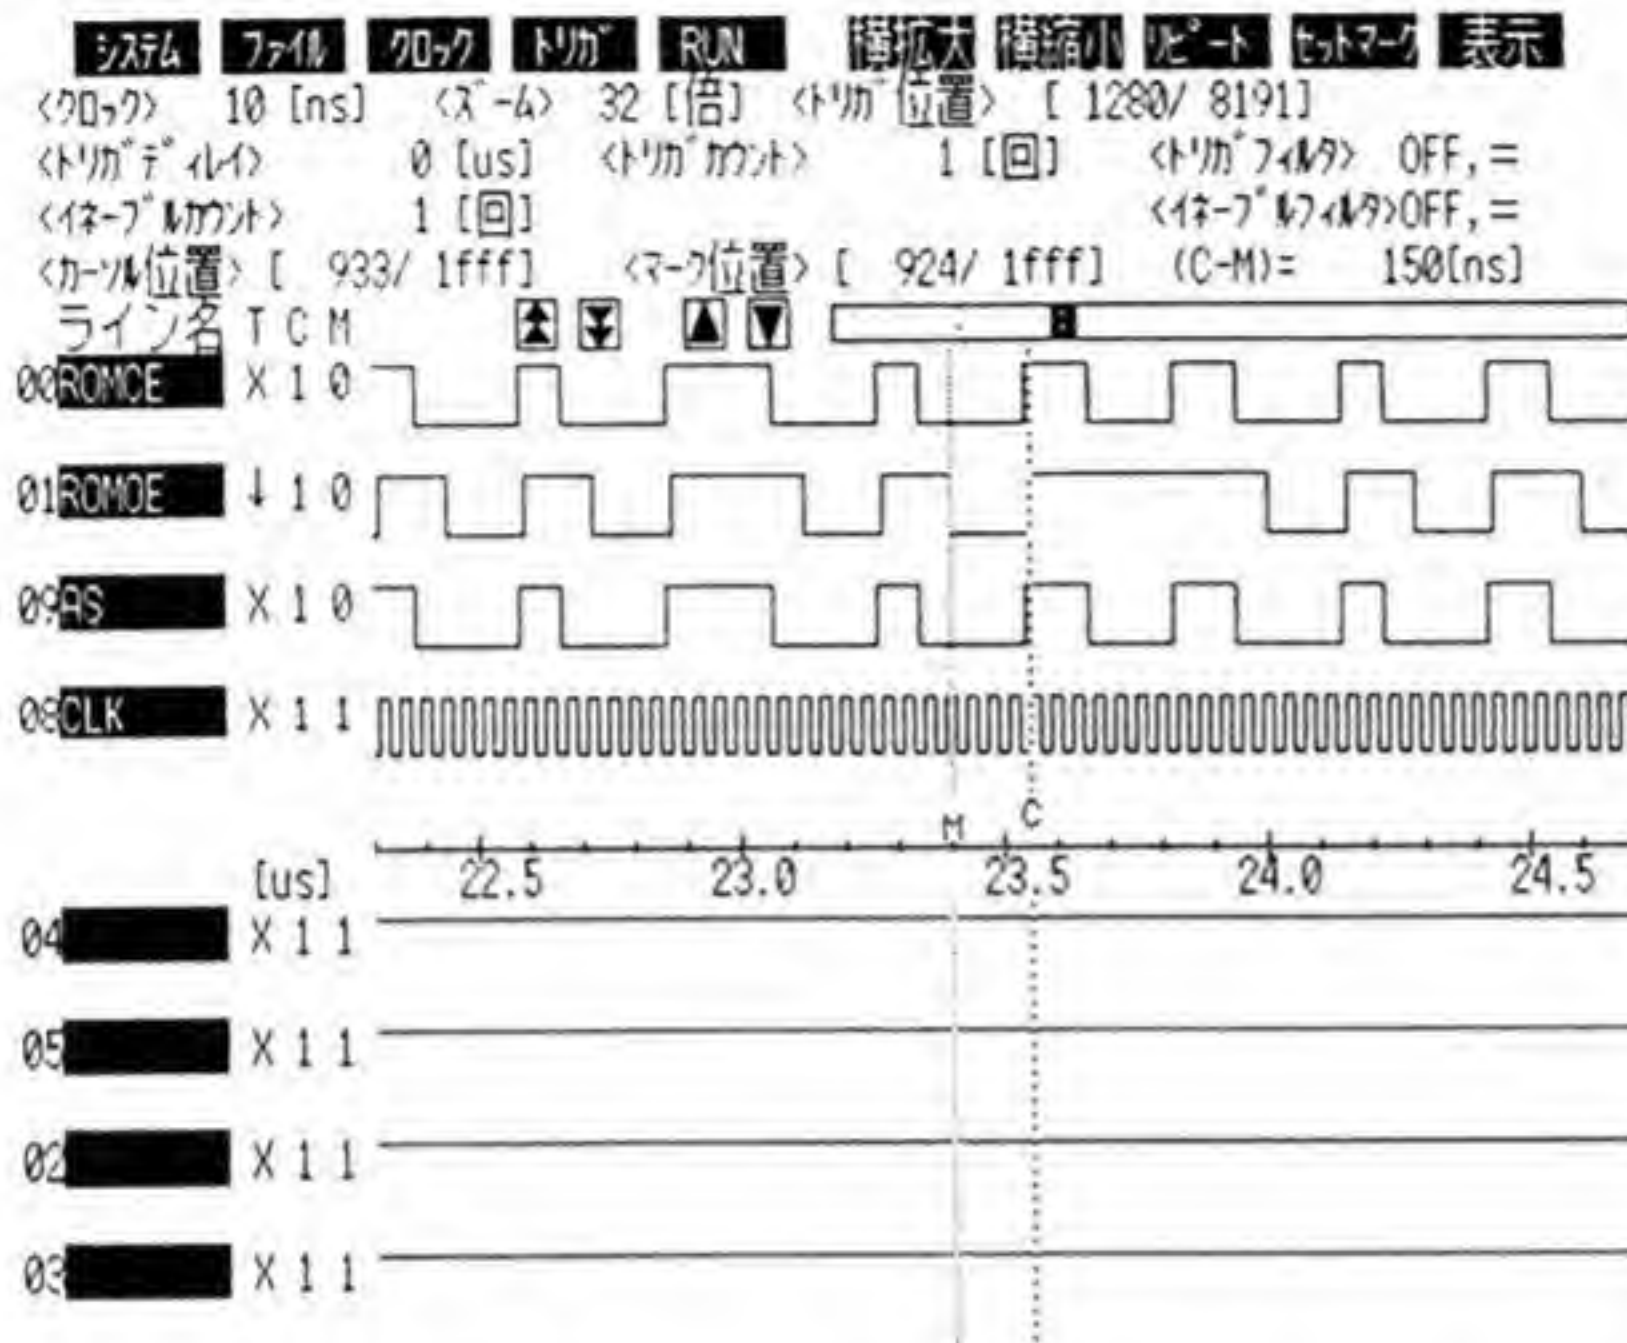 システム ファイル クロック トリガ RUN 横拡大 横縮小 リピート セットマーク 表示
<クロック> 10 [ns] <ズーム> 32 [倍] <トリガ位置> [ 1280/ 8191]
<トリガディレイ> 0 [us] <トリガカウント> 1 [回] <トリガフィルタ> OFF,=
<イネーブルカウント> 1 [回] <イネーブルフィルタ>OFF,=
<カーソル位置> [ 933/ 1fff] <マーク位置> [ 924/ 1fff] (C-M)= 150[ns]
ライン名 T C M
00ROMCE X 1 0
01ROMOE ↓ 1 0
09AS X 1 0
08CLK X 1 1
M C
[us] 22.5 23.0 23.5 24.0 24.5
04 X 1 1
05 X 1 1
02 X 1 1
03 X 1 1